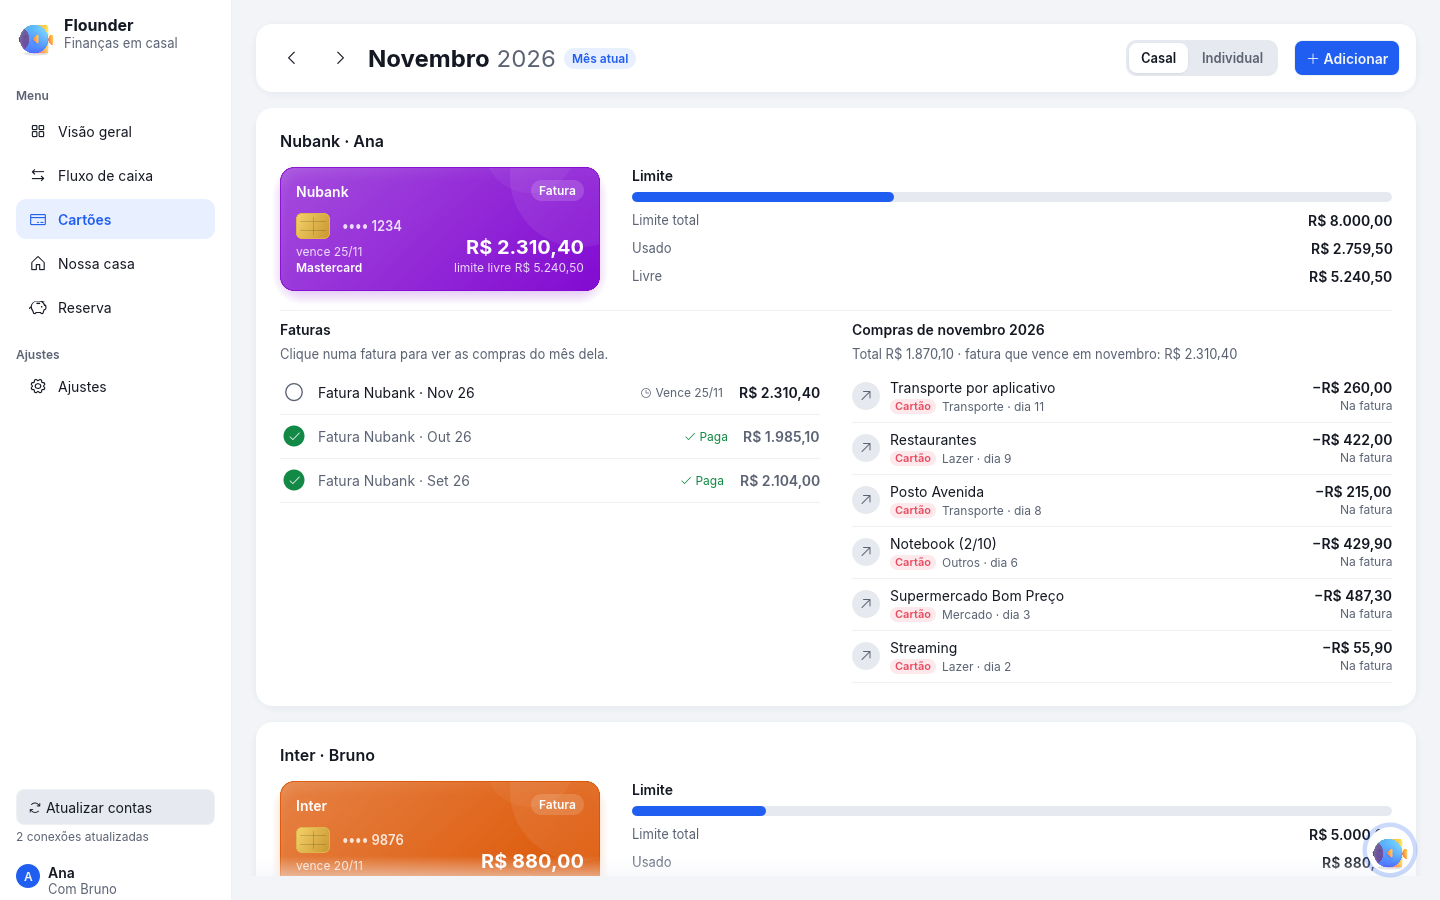 Flounder
Finanças em casal
Menu
Visão geral
Fluxo de caixa
Cartões
Nossa casa
Reserva
Ajustes
Ajustes
Atualizar contas
2 conexões atualizadas
A
Ana
Com Bruno
Novembro 2026 Mês atual
Casal Individual
+ Adicionar
Nubank · Ana
Nubank Fatura
•••• 1234
vence 25/11 R$ 2.310,40
Mastercard limite livre R$ 5.240,50
Limite
Limite total R$ 8.000,00
Usado R$ 2.759,50
Livre R$ 5.240,50
Faturas
Clique numa fatura para ver as compras do mês dela.
Fatura Nubank · Nov 26 Vence 25/11 R$ 2.310,40
Fatura Nubank · Out 26 Paga R$ 1.985,10
Fatura Nubank · Set 26 Paga R$ 2.104,00
Compras de novembro 2026
Total R$ 1.870,10 · fatura que vence em novembro: R$ 2.310,40
Transporte por aplicativo −R$ 260,00
Cartão Transporte · dia 11 Na fatura
Restaurantes −R$ 422,00
Cartão Lazer · dia 9 Na fatura
Posto Avenida −R$ 215,00
Cartão Transporte · dia 8 Na fatura
Notebook (2/10) −R$ 429,90
Cartão Outros · dia 6 Na fatura
Supermercado Bom Preço −R$ 487,30
Cartão Mercado · dia 3 Na fatura
Streaming −R$ 55,90
Cartão Lazer · dia 2 Na fatura
Inter · Bruno
Inter Fatura
•••• 9876
vence 20/11 R$ 880,00
Limite
Limite total R$ 5.000
Usado R$ 880,